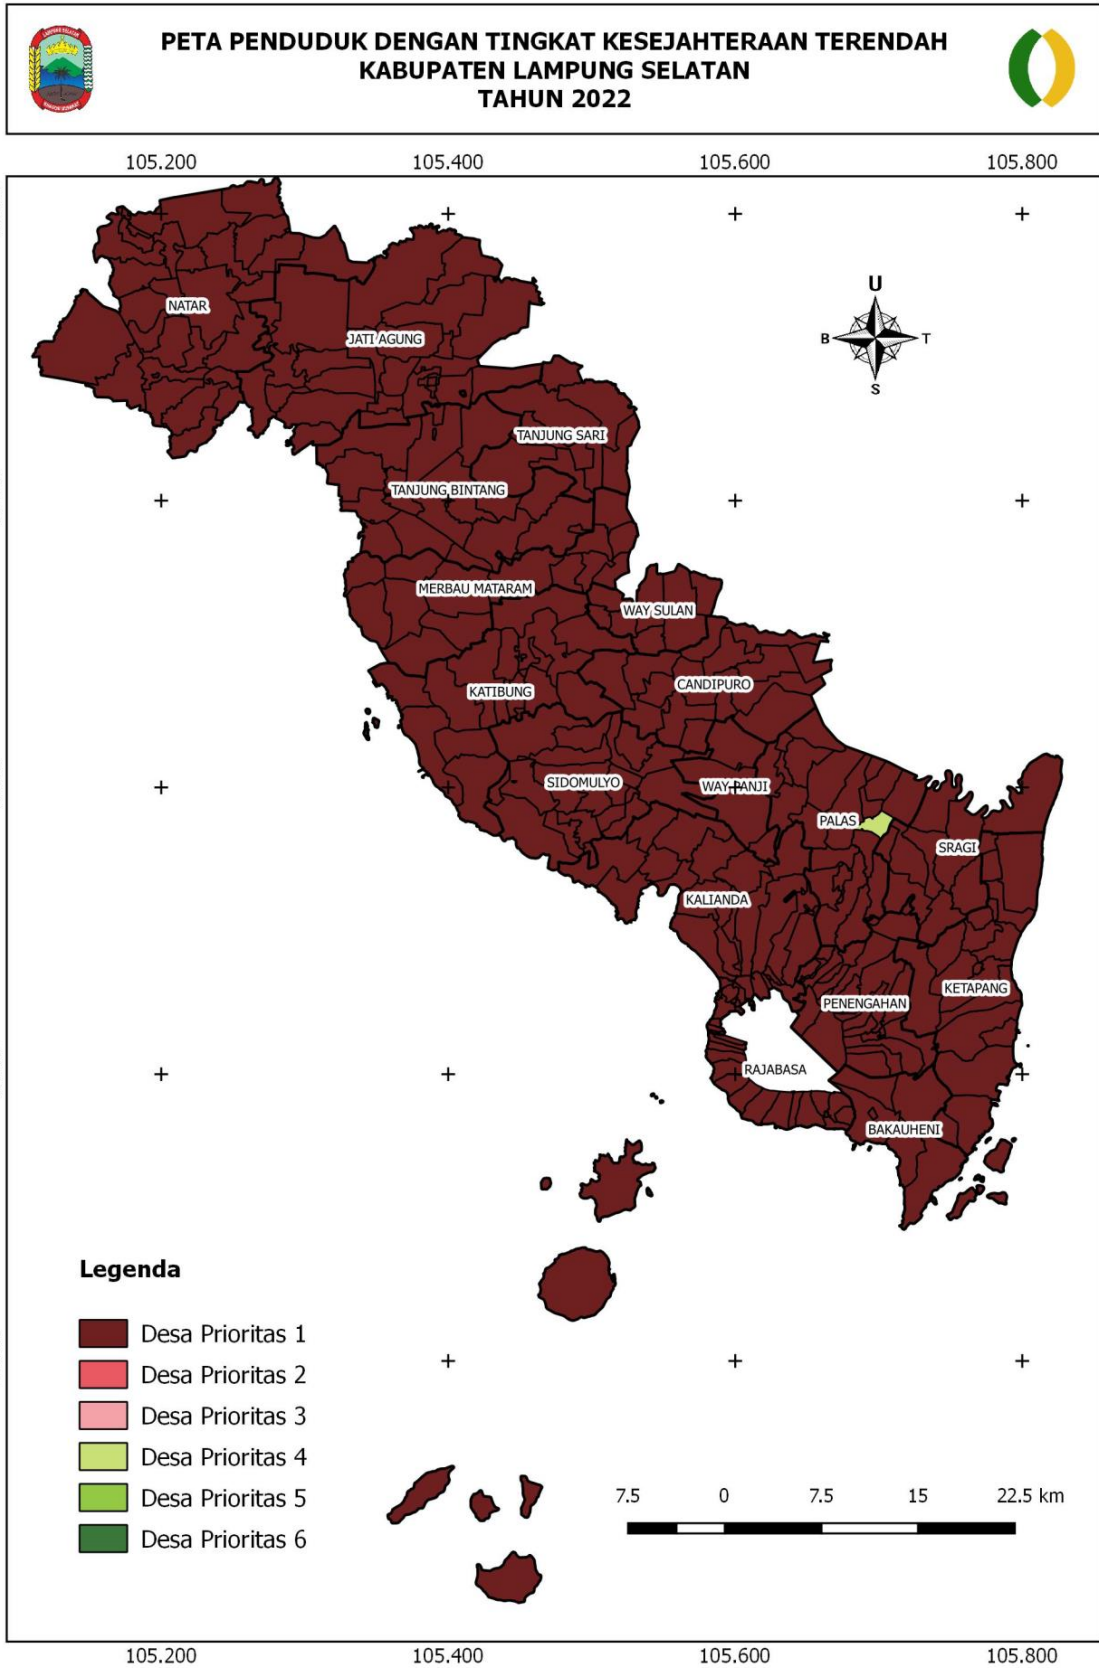 PETA PENDUDUK DENGAN TINGKAT KESEJAHTERAAN TERENDAH
KABUPATEN LAMPUNG SELATAN
TAHUN 2022
LAMPUNG SELATAN
105.200 105.400 105.600 105.800
U
B T
S
NATAR
JATI AGUNG
TANJUNG SARI
TANJUNG BINTANG
MERBAU MATARAM
WAY SULAN
KATIBUNG
CANDIPURO
SIDOMULYO
WAY PANJI
PALAS
SRAGI
KALIANDA
KETAPANG
PENENGAHAN
RAJABASA
BAKAUHENI
Legenda
Desa Prioritas 1
Desa Prioritas 2
Desa Prioritas 3
Desa Prioritas 4
Desa Prioritas 5
Desa Prioritas 6
7.5 0 7.5 15 22.5 km
105.200 105.400 105.600 105.800